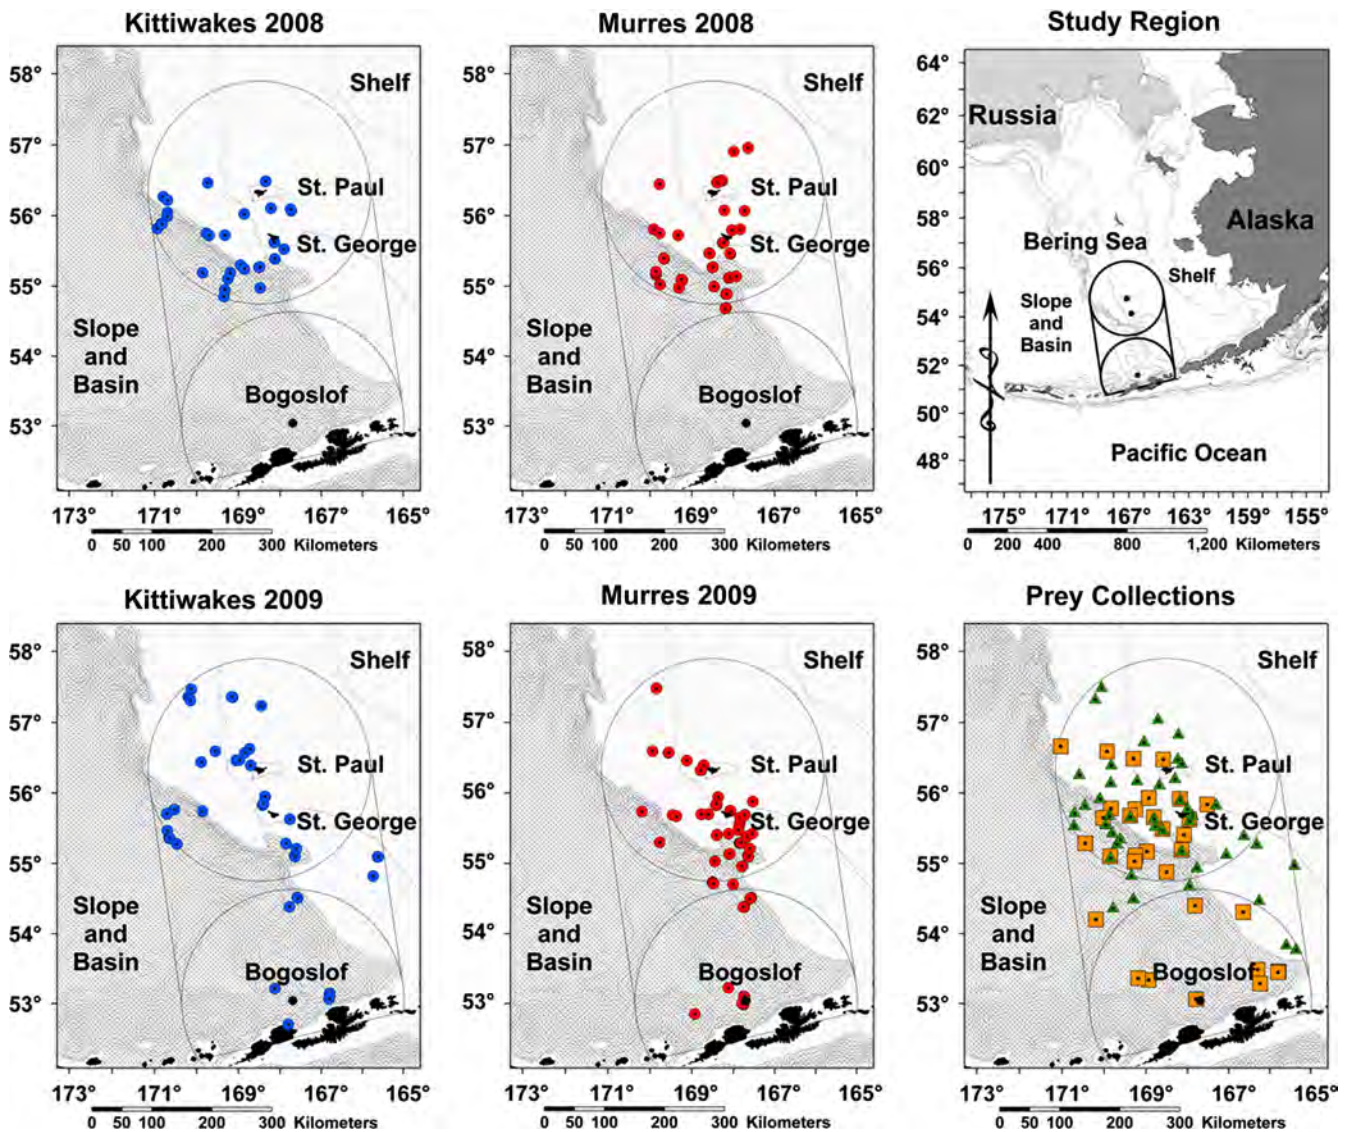 Kittiwakes 2008
58°
57°
56°
55°
54°
53°
Shelf
St. Paul
St. George
Slope
and
Basin
Bogoslof
173° 171° 169° 167° 165°
0 50 100 200 300 Kilometers
Murres 2008
58°
57°
56°
55°
54°
53°
Shelf
St. Paul
St. George
Slope
and
Basin
Bogoslof
173° 171° 169° 167° 165°
0 50 100 200 300 Kilometers
Study Region
64°
62°
60°
58°
56°
54°
52°
50°
48°
Russia
Alaska
Bering Sea
Shelf
Slope
and
Basin
Pacific Ocean
175° 171° 167° 163° 159° 155°
0 200 400 800 1,200 Kilometers
Kittiwakes 2009
58°
57°
56°
55°
54°
53°
Shelf
St. Paul
St. George
Slope
and
Basin
Bogoslof
173° 171° 169° 167° 165°
0 50 100 200 300 Kilometers
Murres 2009
58°
57°
56°
55°
54°
53°
Shelf
St. Paul
St. George
Slope
and
Basin
Bogoslof
173° 171° 169° 167° 165°
0 50 100 200 300 Kilometers
Prey Collections
58°
57°
56°
55°
54°
53°
Shelf
St. Paul
St. George
Slope
and
Basin
Bogoslof
173° 171° 169° 167° 165°
0 50 100 200 300 Kilometers